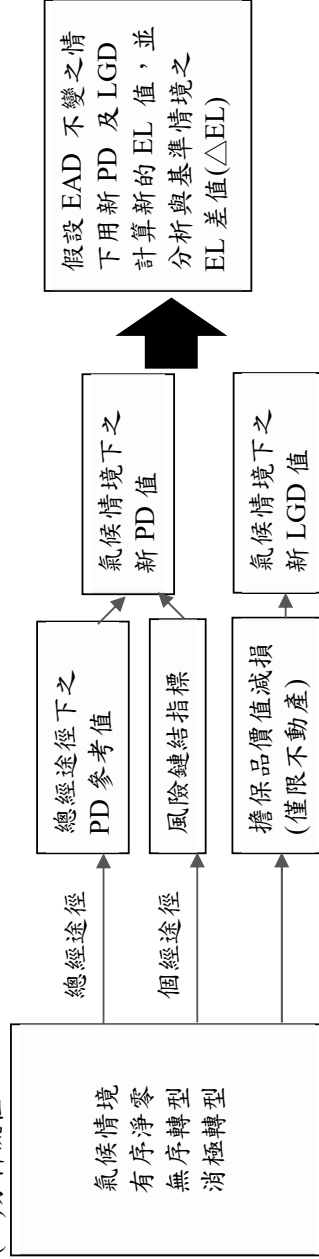 氣候情境
有序淨零
無序轉型
消極轉型
總經途徑
個經途徑
總經途徑下之
PD 參考值
風險鏈結指標
擔保品價值減損
(僅限不動產)
氣候情境下之
新 PD 值
氣候情境下之
新 LGD 值
假設 EAD 不變之情
下用新 PD 及 LGD
計算新的 EL 值，並
分析與基準情境之
EL 差值(△EL)